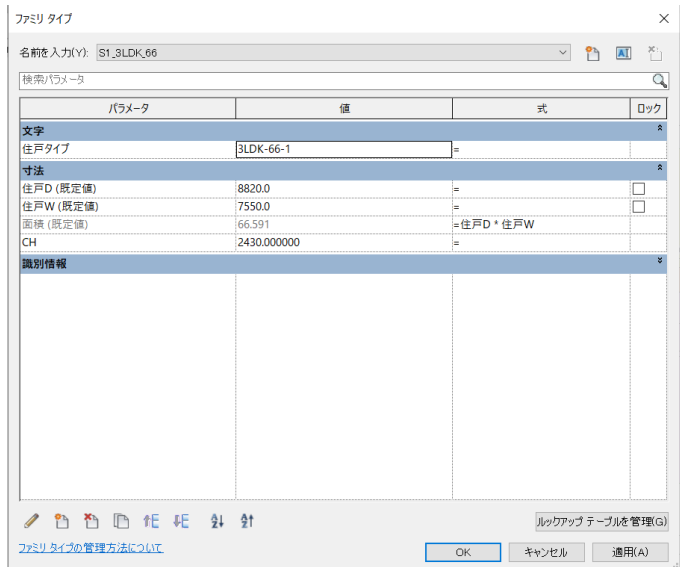 ファミリ タイプ
名前を入力(Y): S1_3LDK_66
検索パラメータ
パラメータ 値 式 ロック
文字
住戸タイプ 3LDK-66-1 =
寸法
住戸D (既定値) 8820.0 =
住戸W (既定値) 7550.0 =
面積 (既定値) 66.591 =住戸D * 住戸W
CH 2430.000000 =
識別情報
ルックアップ テーブルを管理(G)
ファミリ タイプの管理方法について
OK キャンセル 適用(A)